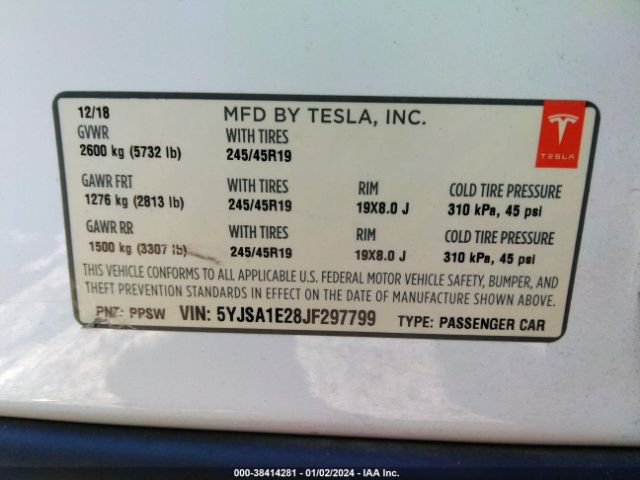 12/18 MFD BY TESLA, INC.
GVWR WITH TIRES
2600 kg (5732 lb) 245/45R19
TESLA
GAWR FRT WITH TIRES RIM COLD TIRE PRESSURE
1276 kg (2813 lb) 245/45R19 19X8.0 J 310 kPa, 45 psi
GAWR RR WITH TIRES RIM COLD TIRE PRESSURE
1500 kg (3307 lb) 245/45R19 19X8.0 J 310 kPa, 45 psi
THIS VEHICLE CONFORMS TO ALL APPLICABLE U.S. FEDERAL MOTOR VEHICLE SAFETY, BUMPER, AND
THEFT PREVENTION STANDARDS IN EFFECT ON THE DATE OF MANUFACTURE SHOWN ABOVE.
PNT: PPSW VIN: 5YJSA1E28JF297799 TYPE: PASSENGER CAR
000-38414281 - 01/02/2024 - IAA Inc.